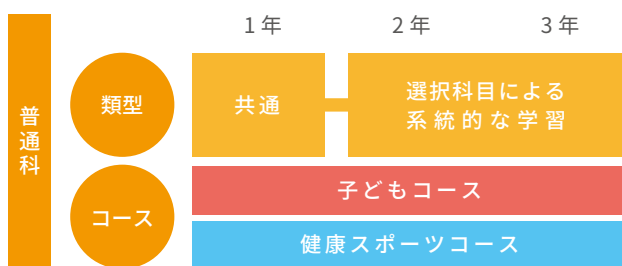 1年
2年
3年
普通科
類型
共通
選択科目による
系統的な学習
コース
子どもコース
健康スポーツコース